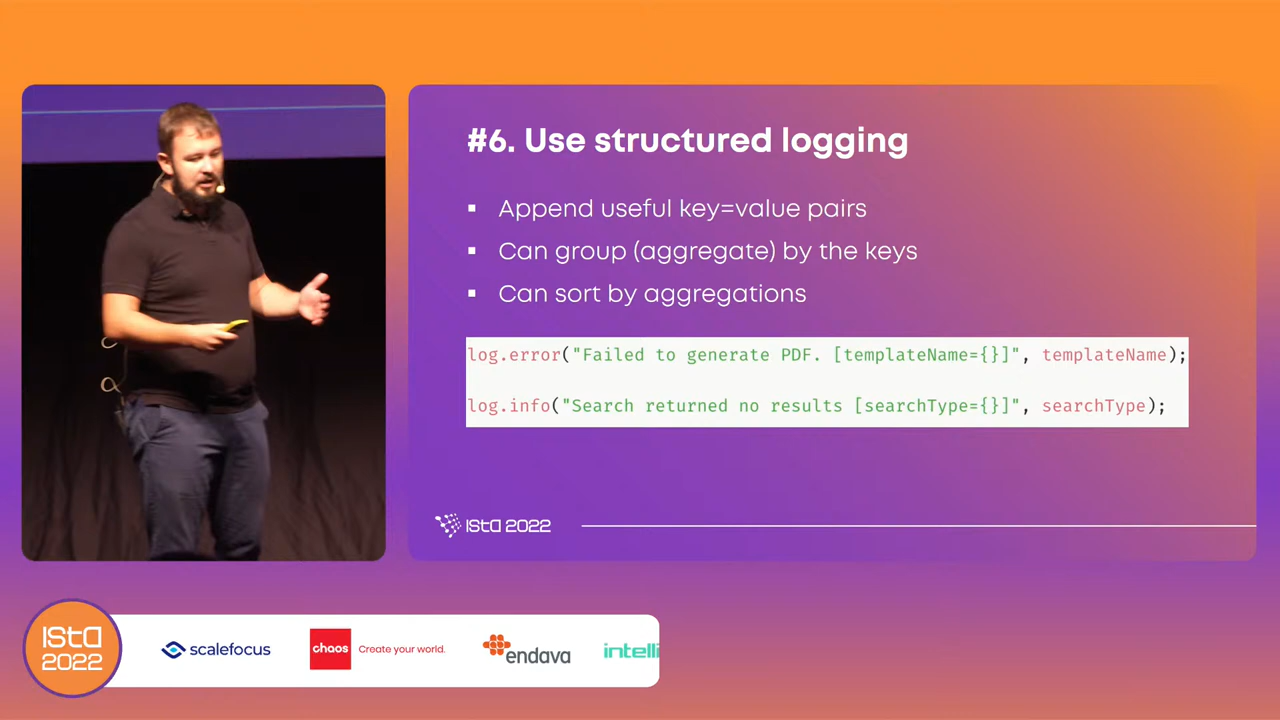 #6. Use structured logging
▪ Append useful key=value pairs
▪ Can group (aggregate) by the keys
▪ Can sort by aggregations
log.error("Failed to generate PDF. [templateName={}]", templateName);
log.info("Search returned no results [searchType={}]", searchType);
ISta 2022
ISta
2022
scalefocus
chaos Create your world.
endava
intelli